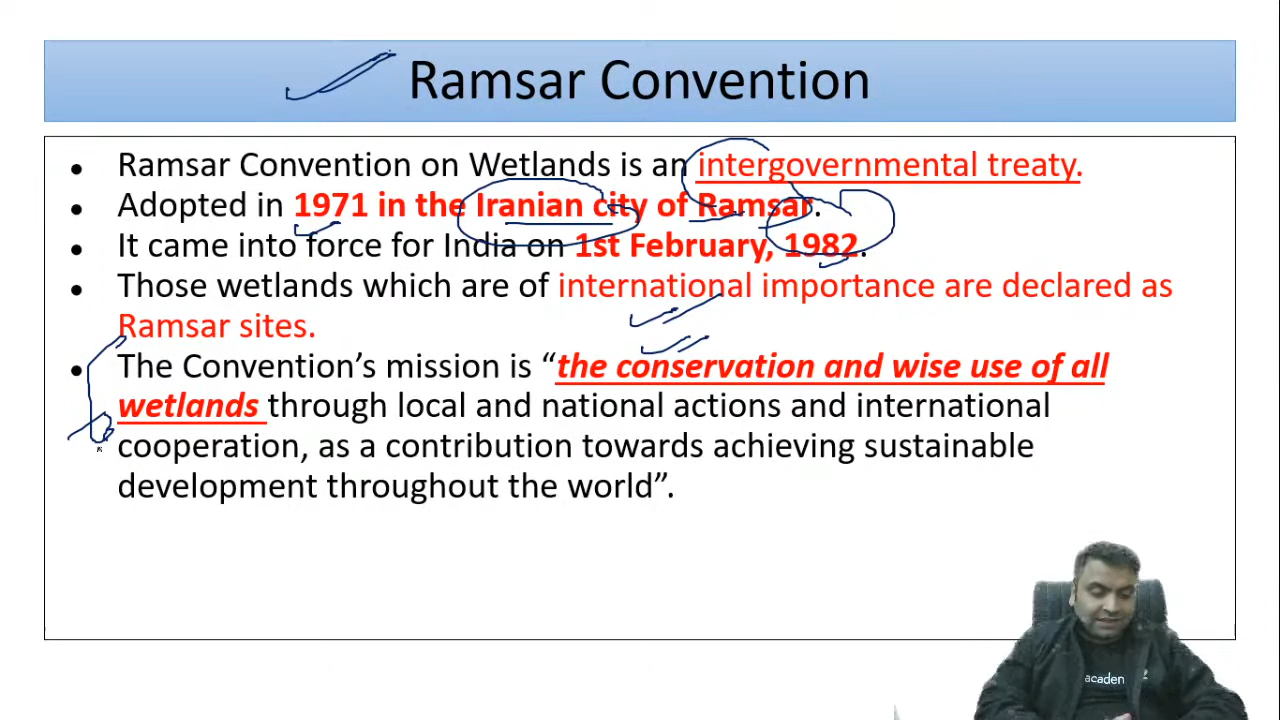 Ramsar Convention
● Ramsar Convention on Wetlands is an intergovernmental treaty.
● Adopted in 1971 in the Iranian city of Ramsar.
● It came into force for India on 1st February, 1982.
● Those wetlands which are of international importance are declared as
Ramsar sites.
● The Convention’s mission is “the conservation and wise use of all
wetlands through local and national actions and international
cooperation, as a contribution towards achieving sustainable
development throughout the world”.
acaden